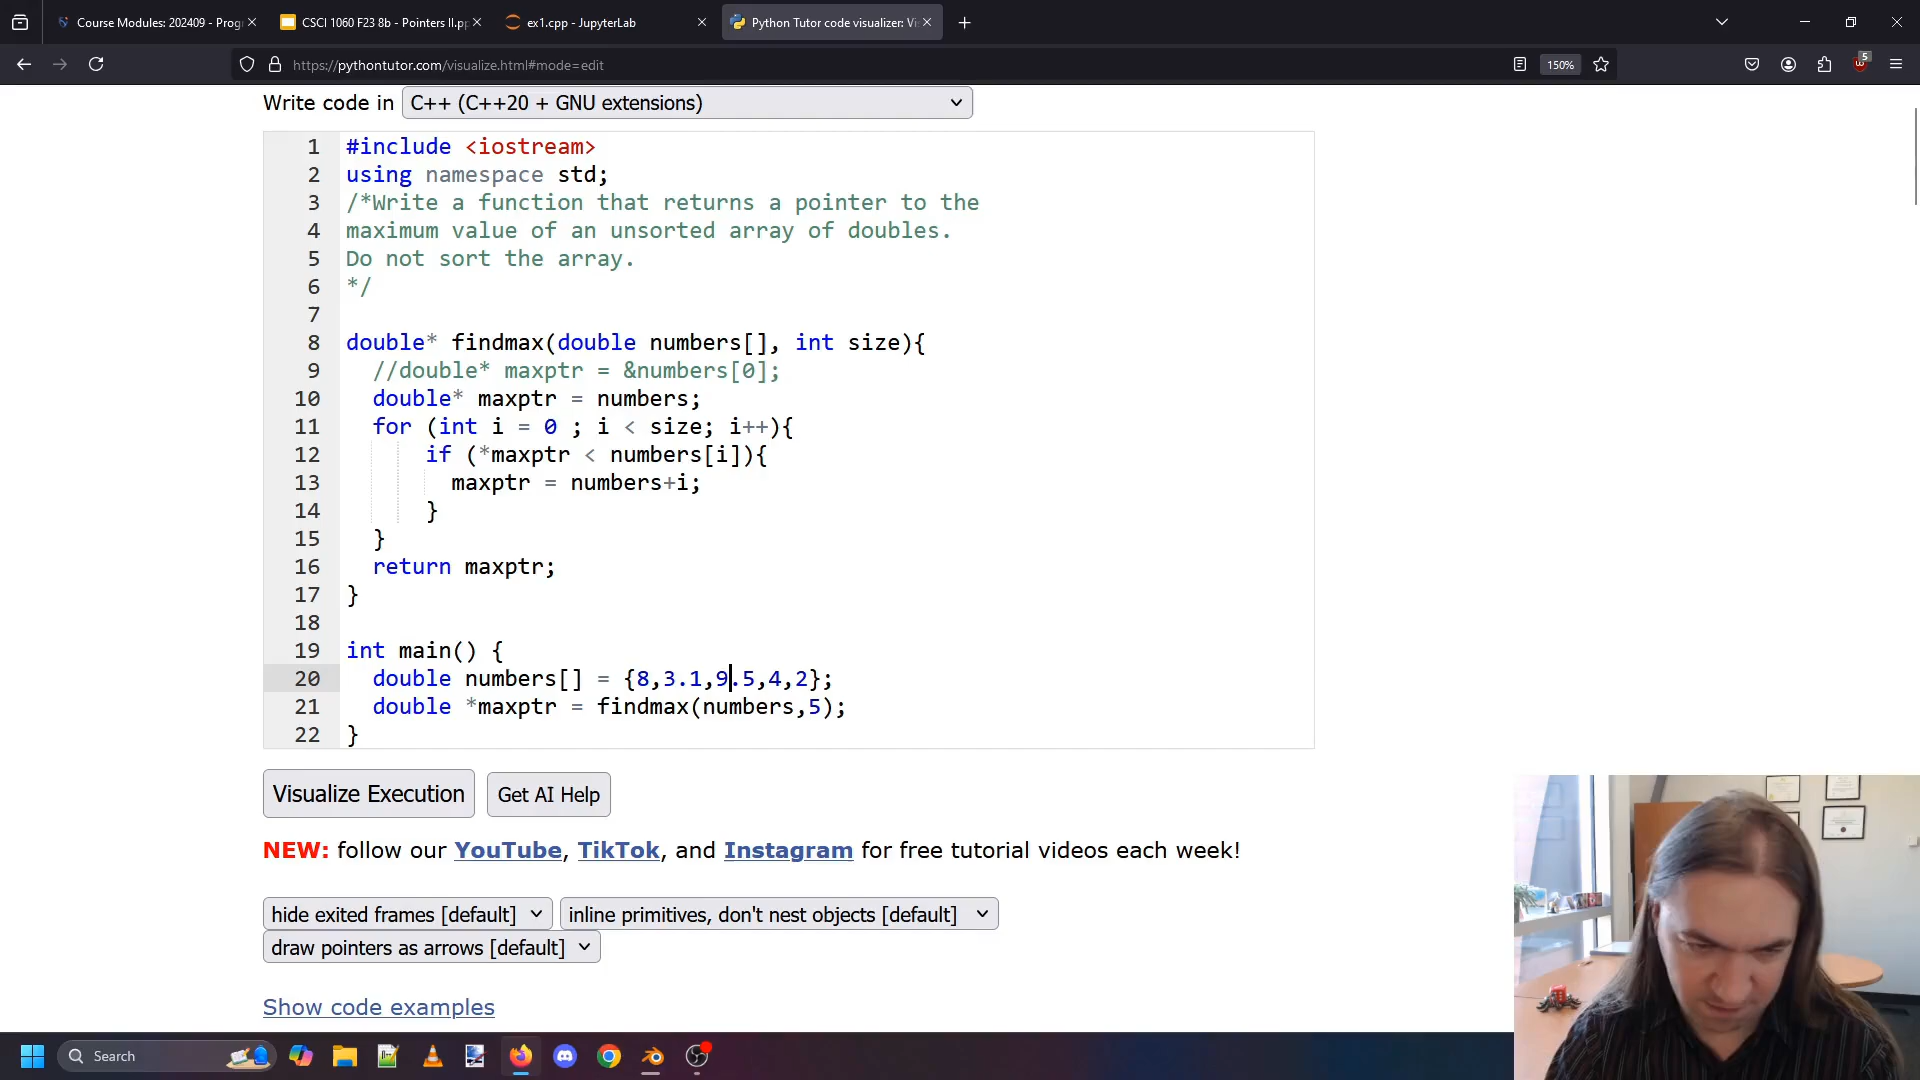 Course Modules: 202409 - Prog
CSCI 1060 F23 8b - Pointers II.pp
ex1.cpp - JupyterLab
Python Tutor code visualizer: Vi
https://pythontutor.com/visualize.html#mode=edit
150%
5
Write code in C++ (C++20 + GNU extensions)
1 #include <iostream>
2 using namespace std;
3 /*Write a function that returns a pointer to the
4 maximum value of an unsorted array of doubles.
5 Do not sort the array.
6 */
7
8 double* findmax(double numbers[], int size){
9 //double* maxptr = &numbers[0];
10 double* maxptr = numbers;
11 for (int i = 0 ; i < size; i++){
12 if (*maxptr < numbers[i]){
13 maxptr = numbers+i;
14 }
15 }
16 return maxptr;
17 }
18
19 int main() {
20 double numbers[] = {8,3.1,9.5,4,2};
21 double *maxptr = findmax(numbers,5);
22 }
Visualize Execution Get AI Help
NEW: follow our YouTube, TikTok, and Instagram for free tutorial videos each week!
hide exited frames [default] inline primitives, don't nest objects [default]
draw pointers as arrows [default]
Show code examples
Search